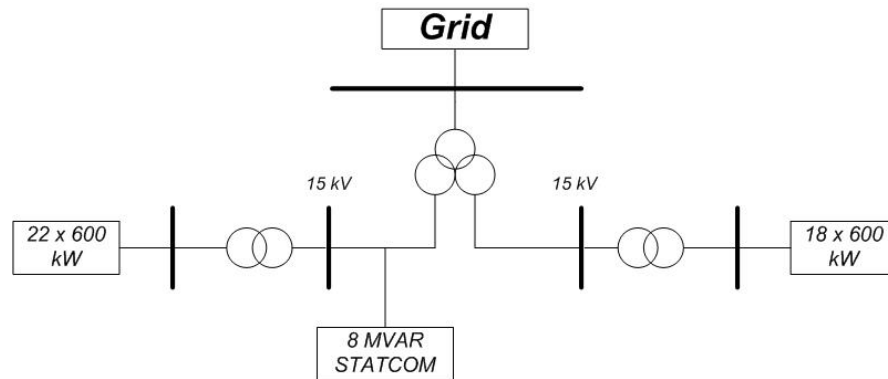 Grid
15 kV
15 kV
22 x 600
kW
18 x 600
kW
8 MVAR
STATCOM